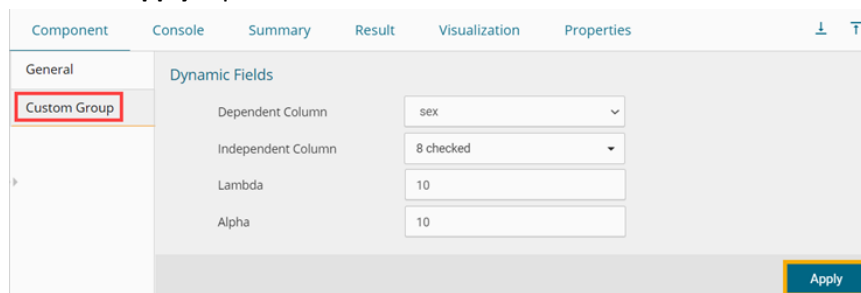 Component Console Summary Result Visualization Properties
General
Custom Group
Dynamic Fields
Dependent Column sex
Independent Column 8 checked
Lambda 10
Alpha 10
Apply